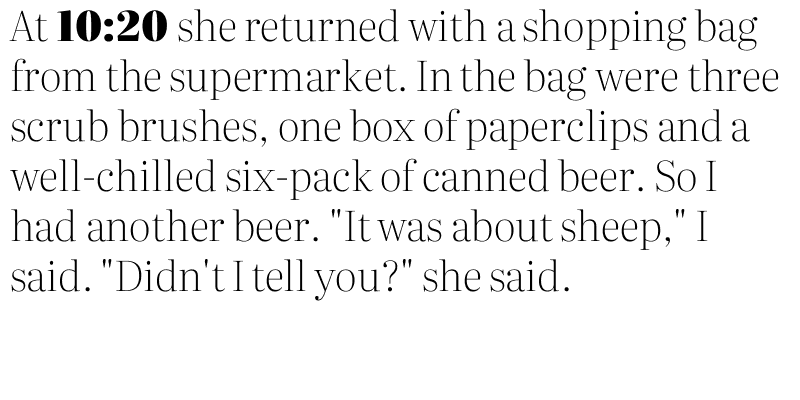 At 10:20 she returned with a shopping bag
from the supermarket. In the bag were three
scrub brushes, one box of paperclips and a
well-chilled six-pack of canned beer. So I
had another beer. "It was about sheep," I
said. "Didn't I tell you?" she said.